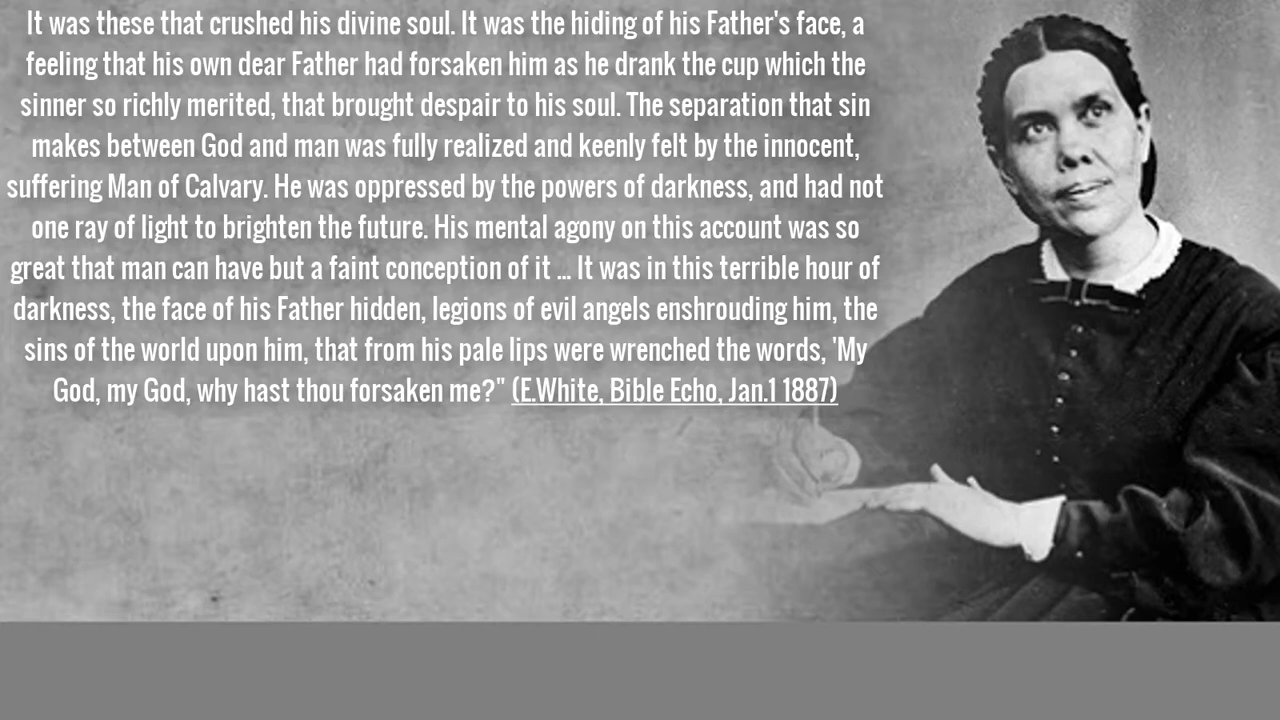 It was these that crushed his divine soul. It was the hiding of his Father's face, a
feeling that his own dear Father had forsaken him as he drank the cup which the
sinner so richly merited, that brought despair to his soul. The separation that sin
makes between God and man was fully realized and keenly felt by the innocent,
suffering Man of Calvary. He was oppressed by the powers of darkness, and had not
one ray of light to brighten the future. His mental agony on this account was so
great that man can have but a faint conception of it ... It was in this terrible hour of
darkness, the face of his Father hidden, legions of evil angels enshrouding him, the
sins of the world upon him, that from his pale lips were wrenched the words, 'My
God, my God, why hast thou forsaken me?" (E.White, Bible Echo, Jan.1 1887)